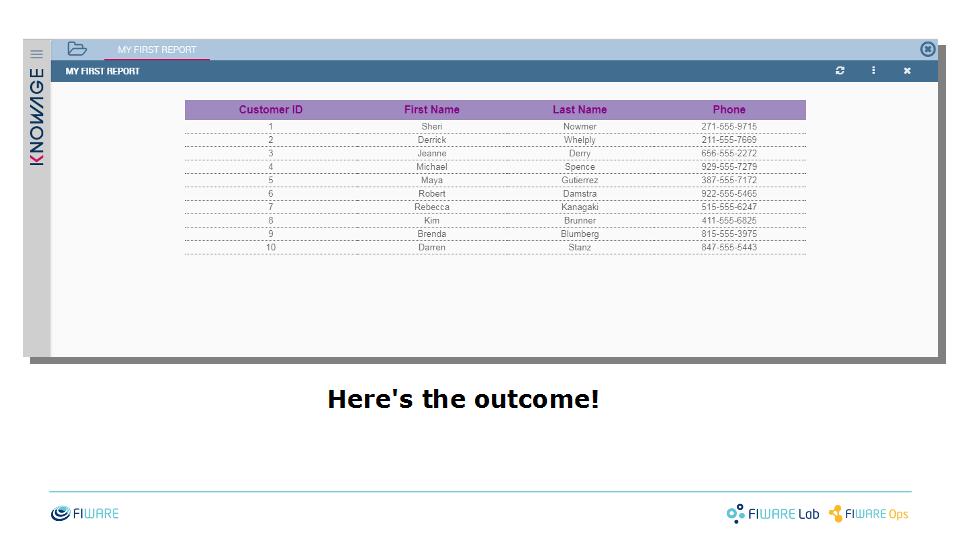 MY FIRST REPORT
MY FIRST REPORT
KNOWAGE
Customer ID First Name Last Name Phone
1 Sheri Nowmer 271-555-9715
2 Derrick Whelply 211-555-7669
3 Jeanne Derry 656-555-2272
4 Michael Spence 929-555-7279
5 Maya Gutierrez 387-555-7172
6 Robert Damstra 922-555-5465
7 Rebecca Kanagaki 515-555-6247
8 Kim Brunner 411-555-6825
9 Brenda Blumberg 815-555-3975
10 Darren Stanz 847-555-5443
Here's the outcome!
FIWARE FIWARE Lab FIWARE Ops